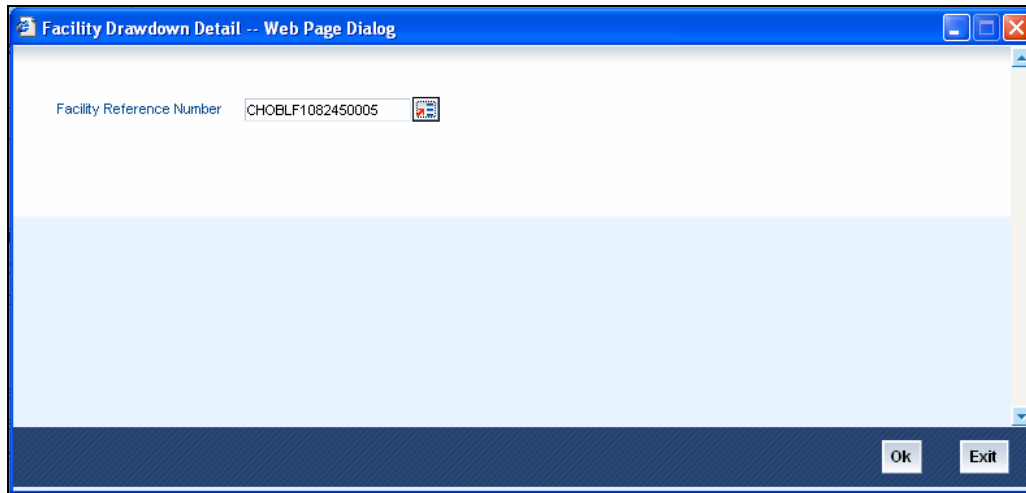 Facility Drawdown Detail -- Web Page Dialog
Facility Reference Number CHOBLF1082450005
Ok Exit